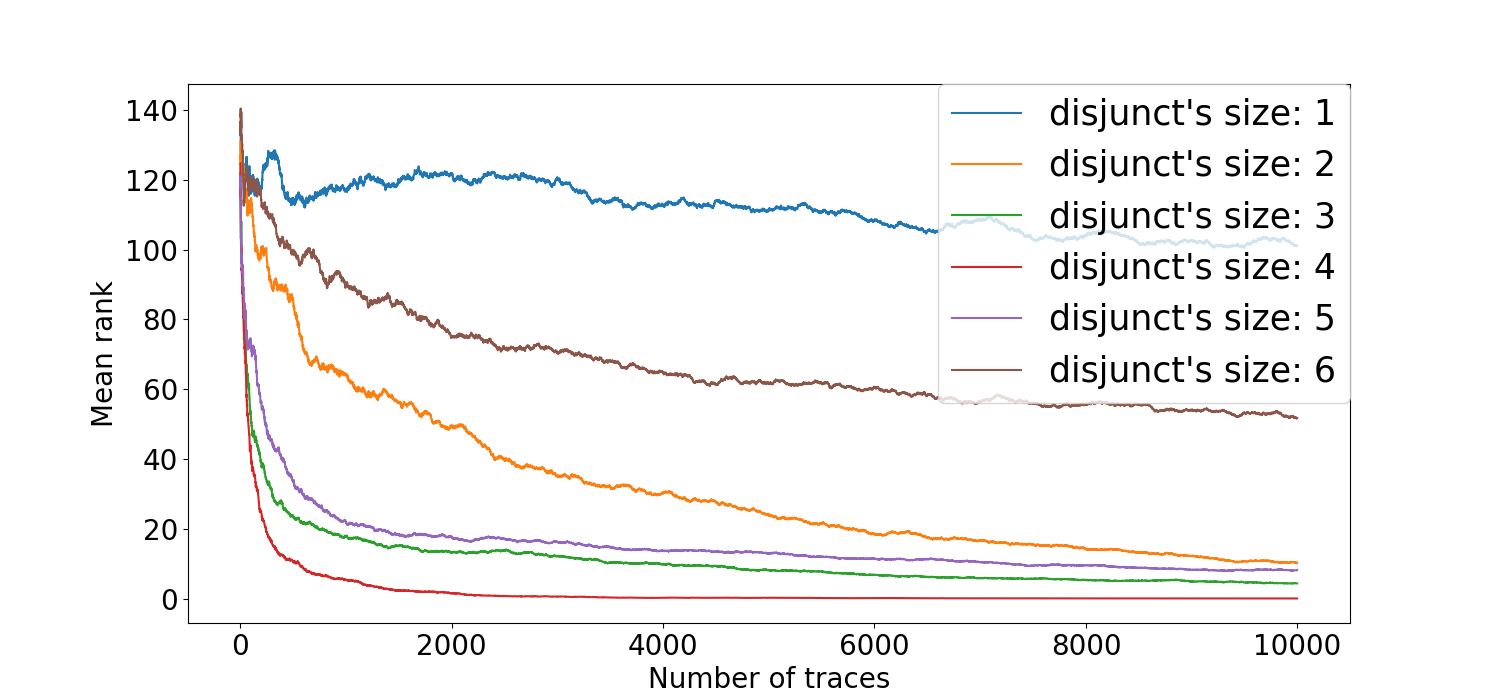 140
120
100
80
60
40
20
0
Mean rank
disjunct's size: 1
disjunct's size: 2
disjunct's size: 3
disjunct's size: 4
disjunct's size: 5
disjunct's size: 6
0 2000 4000 6000 8000 10000
Number of traces